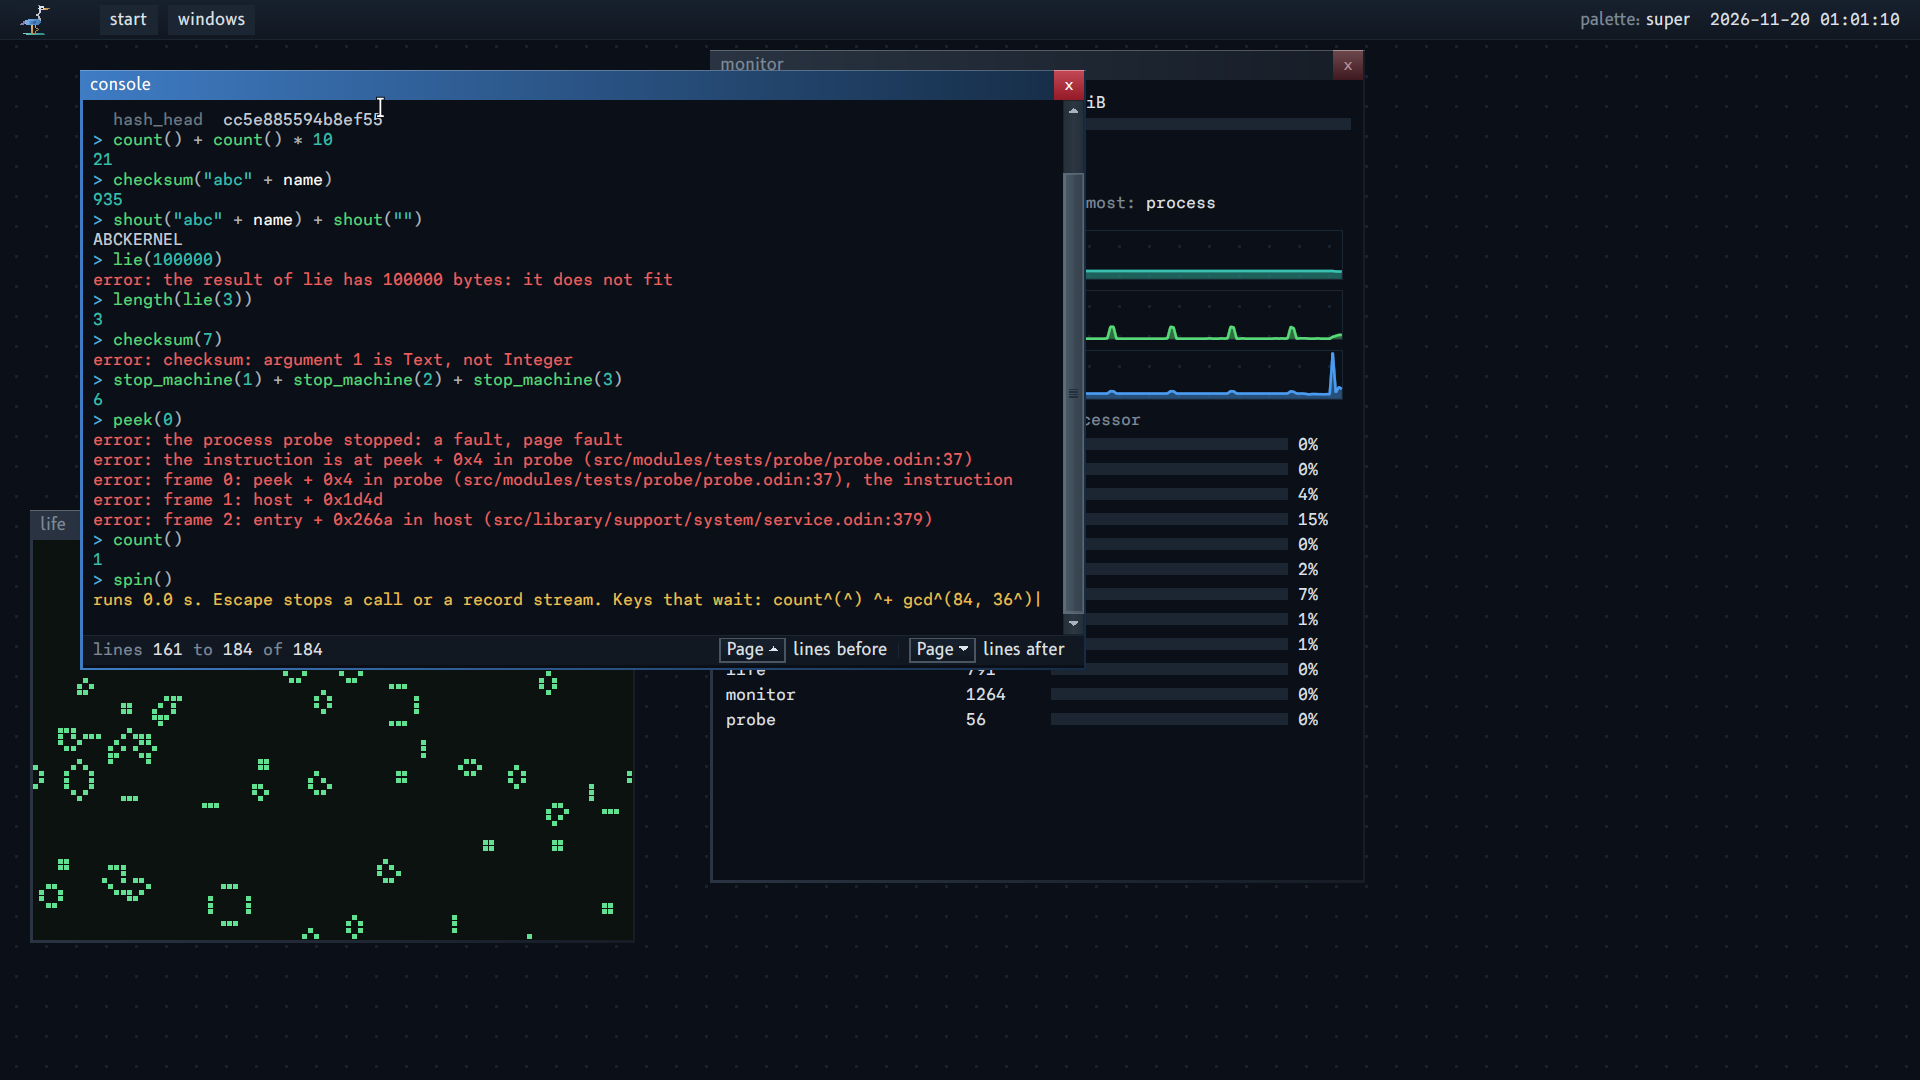 start windows palette: super 2026-11-20 01:01:10
monitor x
console x
iB
hash_head cc5e885594b8ef55
> count() + count() * 10
21
> checksum("abc" + name)
935
> shout("abc" + name) + shout("")
ABCKERNEL
> lie(100000)
error: the result of lie has 100000 bytes: it does not fit
> length(lie(3))
3
> checksum(7)
error: checksum: argument 1 is Text, not Integer
> stop_machine(1) + stop_machine(2) + stop_machine(3)
6
> peek(0)
error: the process probe stopped: a fault, page fault
error: the instruction is at peek + 0x4 in probe (src/modules/tests/probe/probe.odin:37)
error: frame 0: peek + 0x4 in probe (src/modules/tests/probe/probe.odin:37), the instruction
error: frame 1: host + 0x1d4d
error: frame 2: entry + 0x266a in host (src/library/support/system/service.odin:379)
> count()
1
> spin()
runs 0.0 s. Escape stops a call or a record stream. Keys that wait: count^(^) ^+ gcd^(84, 36^)|
lines 161 to 184 of 184 Page lines before Page lines after
most: process
cessor
0%
0%
4%
15%
0%
2%
7%
1%
1%
0%
monitor 1264 0%
probe 56 0%
life